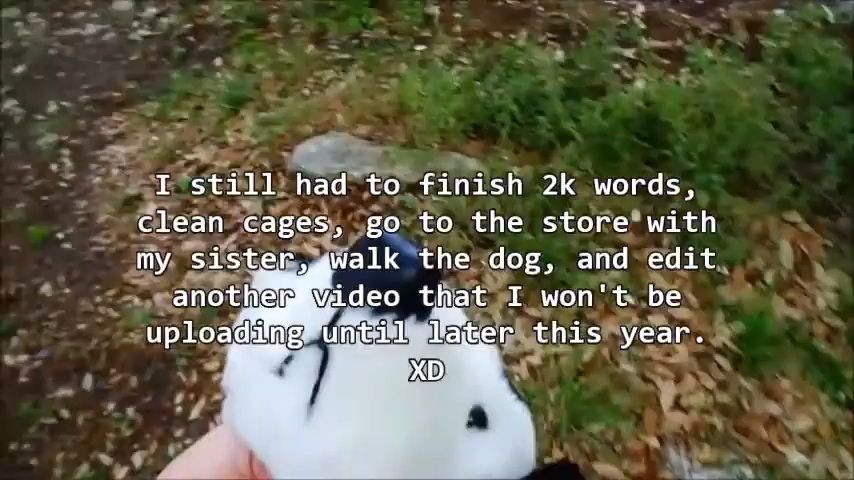 I still had to finish 2k words,
clean cages, go to the store with
my sister, walk the dog, and edit
another video that I won't be
uploading until later this year.
XD